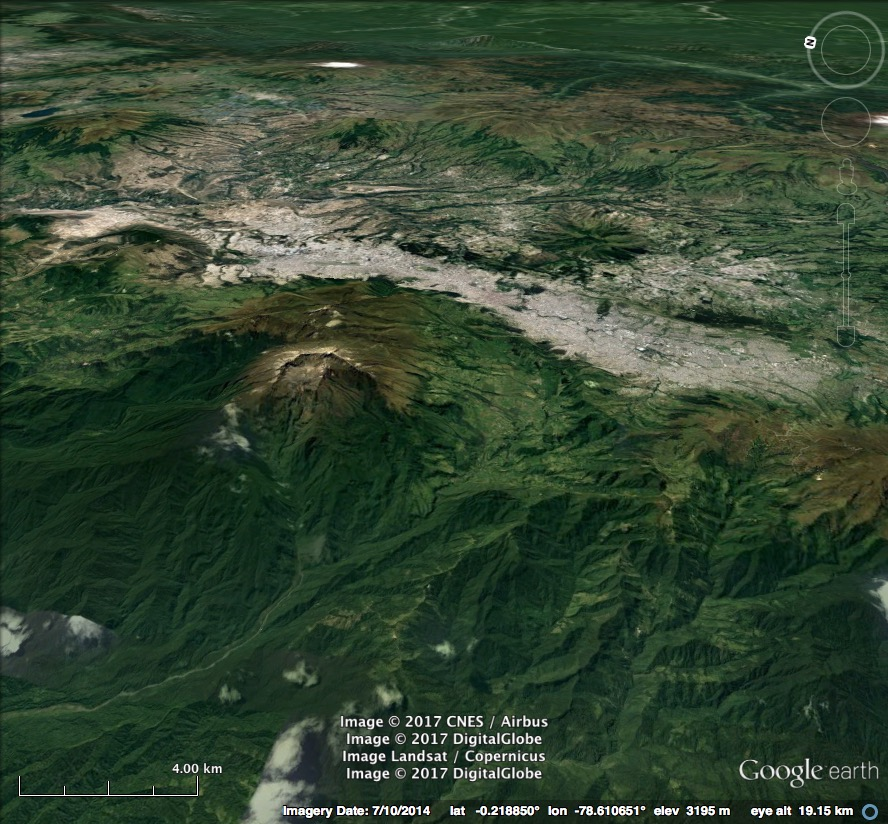 N
Image © 2017 CNES / Airbus
Image © 2017 DigitalGlobe
Image Landsat / Copernicus
Image © 2017 DigitalGlobe
4.00 km
Google earth
Imagery Date: 7/10/2014 lat -0.218850° lon -78.610651° elev 3195 m eye alt 19.15 km